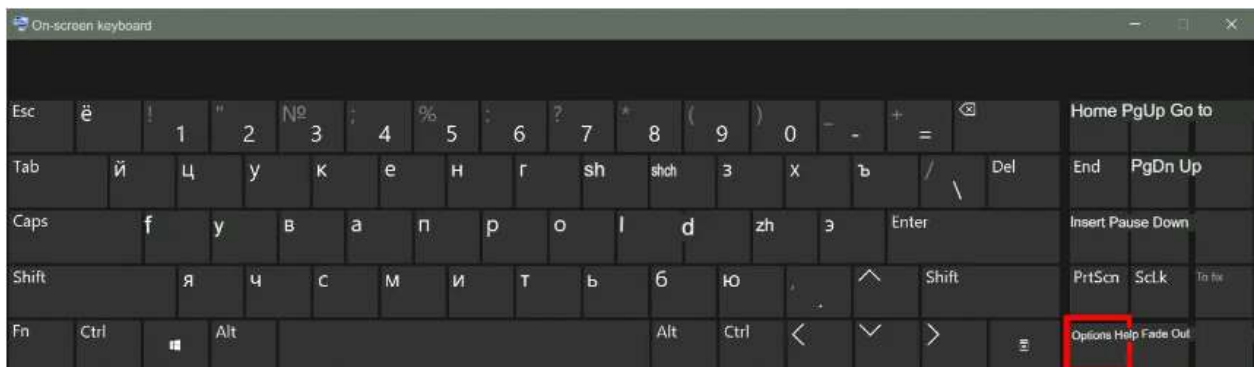 On-screen keyboard
Esc ё ! 1 " 2 № 3 ; 4 % 5 : 6 ? 7 * 8 ( 9 ) 0 _ - + = Home PgUp Go to
Tab й ц у к е н г sh shch з х ъ / \ Del End PgDn Up
Caps f y в а п р о l d zh э Enter Insert Pause Down
Shift я ч с м и т ь б ю , . Shift PrtScn ScLk To fix
Fn Ctrl Alt Alt Ctrl Options Help Fade Out